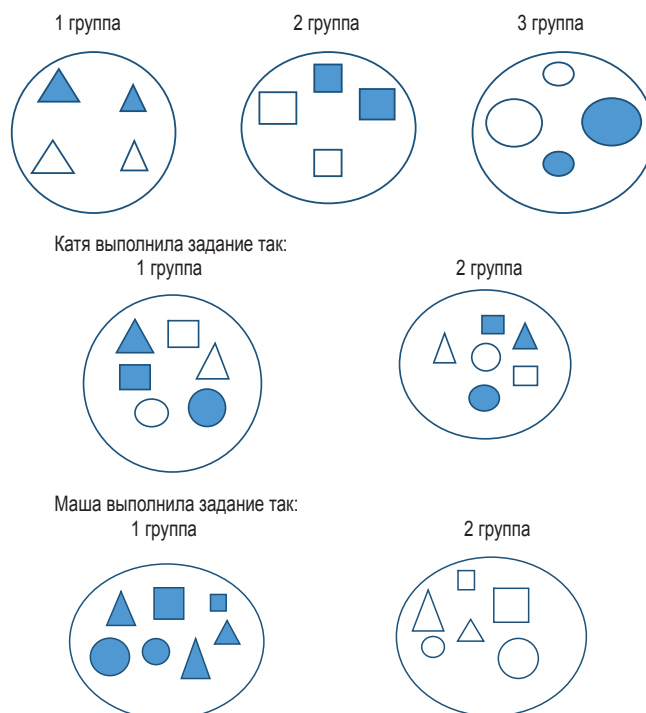 1 группа 2 группа 3 группа
Катя выполнила задание так:
1 группа 2 группа
Маша выполнила задание так:
1 группа 2 группа